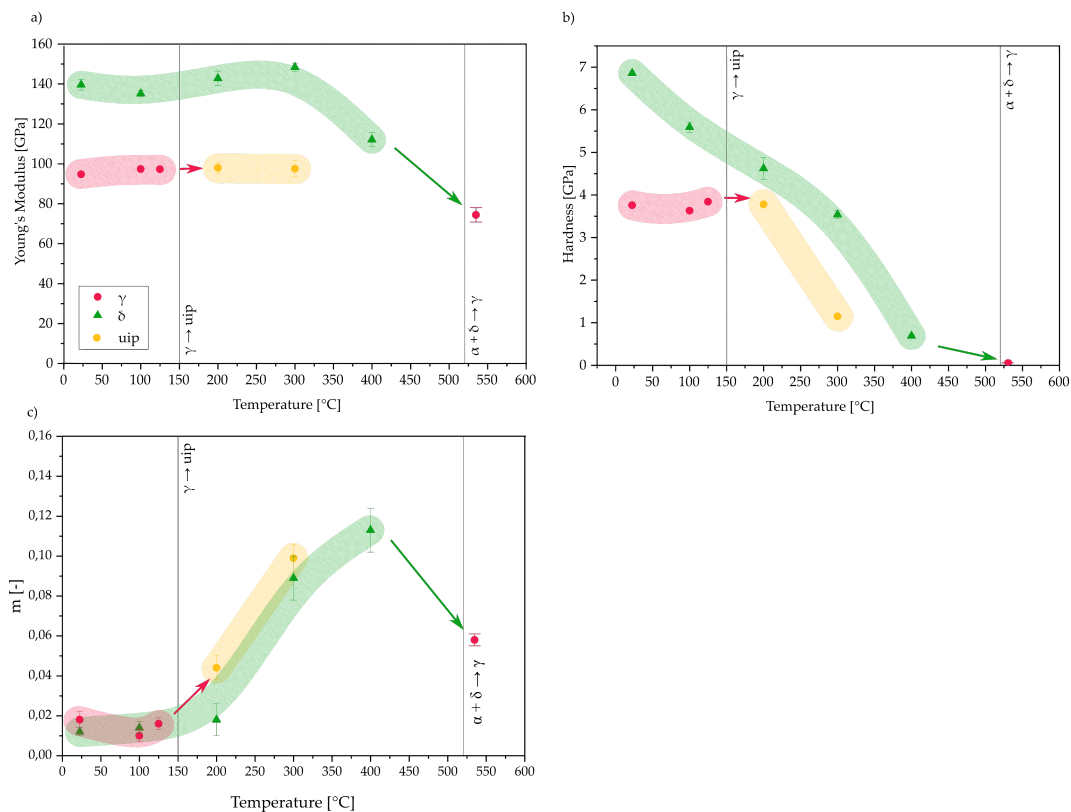 a)
160
140
120
100
80
60
40
20
0
Young's Modulus [GPa]
γ
δ
uip
γ → uip
α + δ → γ
0 50 100 150 200 250 300 350 400 450 500 550 600
Temperature [°C]
b)
7
6
5
4
3
2
1
0
Hardness [GPa]
γ → uip
α + δ → γ
0 50 100 150 200 250 300 350 400 450 500 550 600
Temperature [°C]
c)
0,16
0,14
0,12
0,10
0,08
0,06
0,04
0,02
0,00
m [-]
γ → uip
α + δ → γ
0 50 100 150 200 250 300 350 400 450 500 550 600
Temperature [°C]